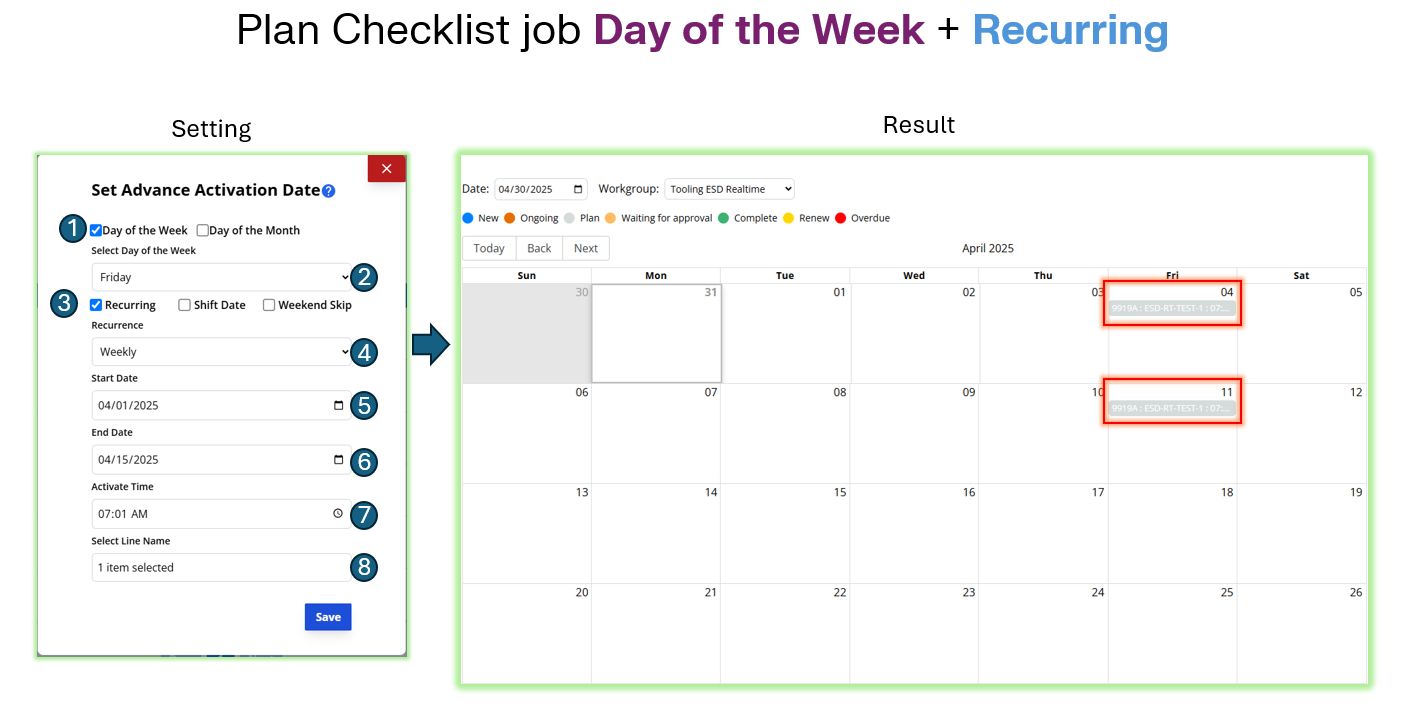 Plan Checklist job Day of the Week + Recurring
Setting
Result
Set Advance Activation Date?
1
Day of the Week Day of the Month
Select Day of the Week
Friday
2
3
Recurring Shift Date Weekend Skip
Recurrence
Weekly
4
Start Date
04/01/2025
5
End Date
04/15/2025
6
Activate Time
07:01 AM
7
Select Line Name
1 item selected
8
Save
Date: 04/30/2025 Workgroup: Tooling ESD Realtime
New Ongoing Plan Waiting for approval Complete Renew Overdue
Today Back Next April 2025
Sun Mon Tue Wed Thu Fri Sat
30 31 01 02 03 04 05
9919A : ESD-RT-TEST-1 : 07:...
06 07 08 09 10 11 12
9919A : ESD-RT-TEST-1 : 07:...
13 14 15 16 17 18 19
20 21 22 23 24 25 26